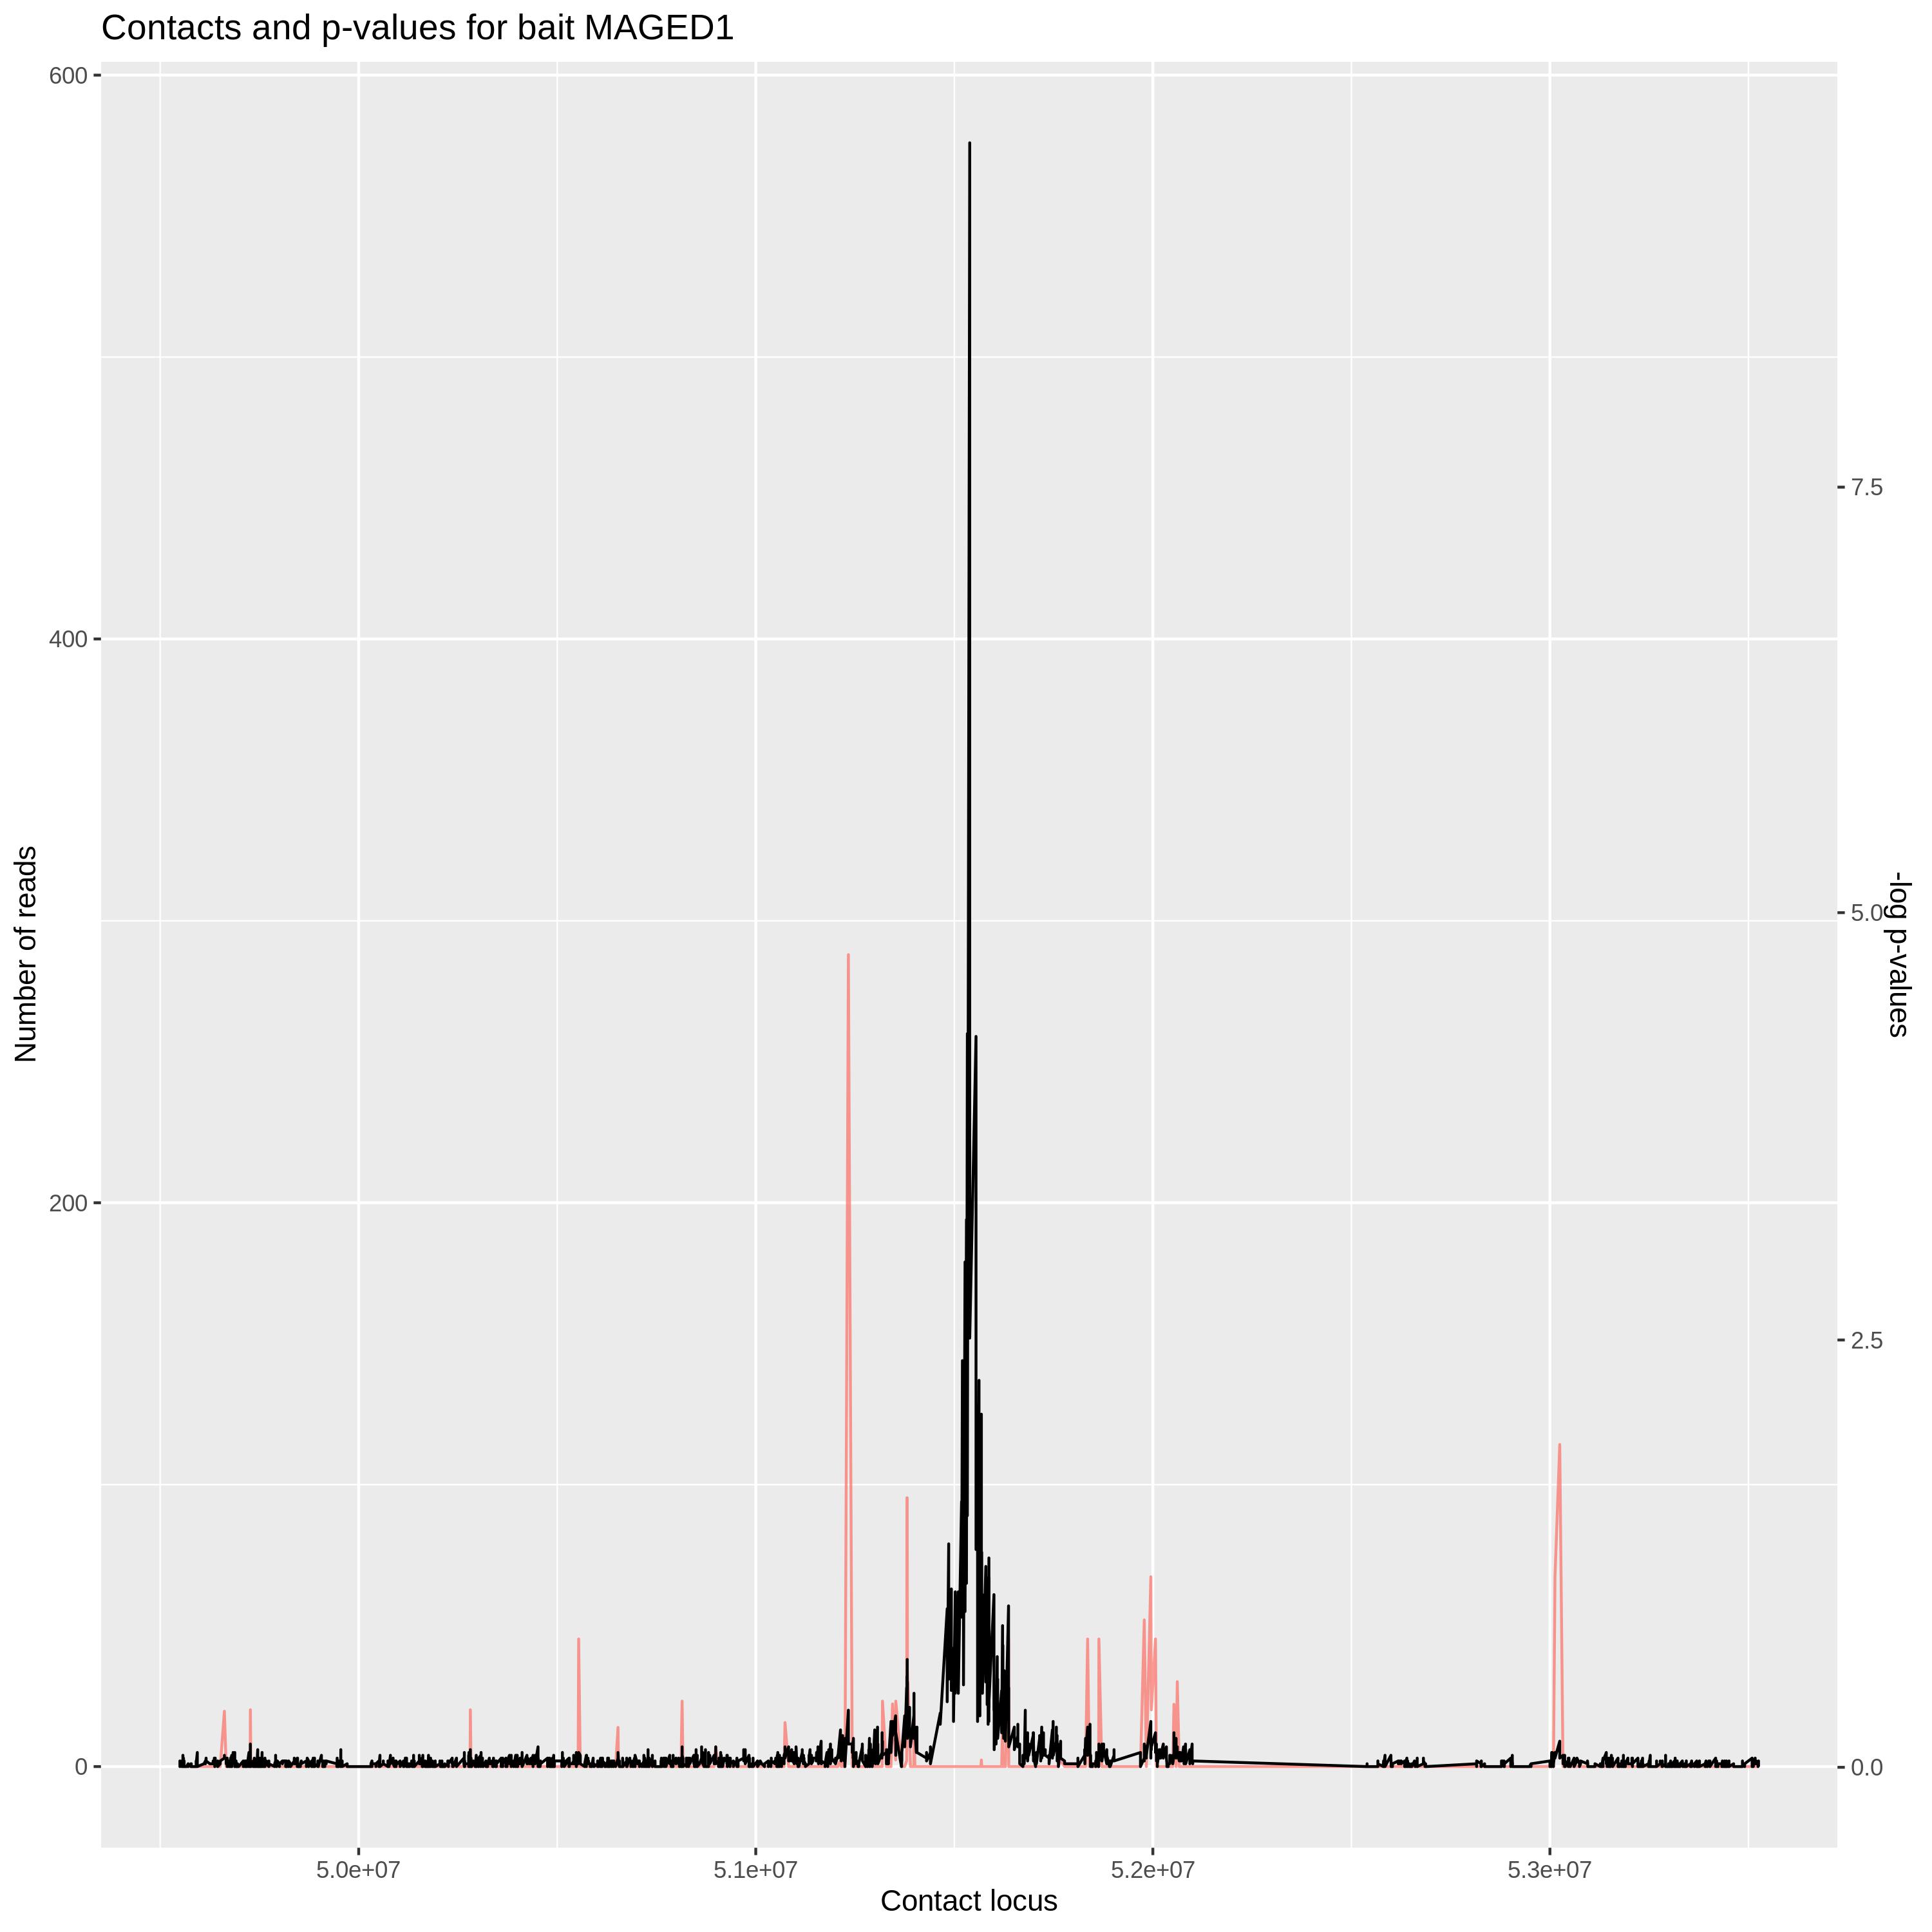 Contacts and p-values for bait MAGED1
600
400
200
0
Number of reads
7.5
5.0
2.5
0.0
-log p-values
5.0e+07
5.1e+07
5.2e+07
5.3e+07
Contact locus